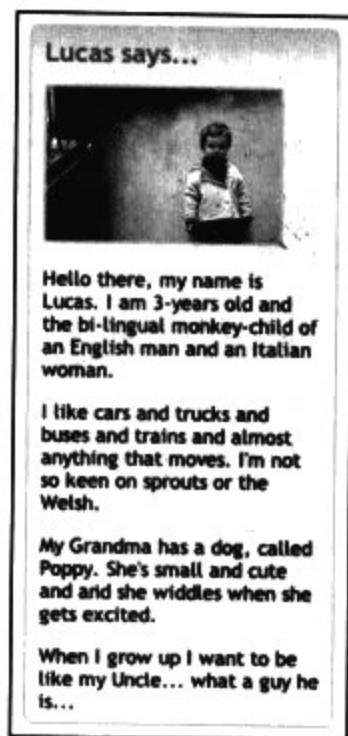 Lucas says...
Hello there, my name is
Lucas. I am 3-years old and
the bi-lingual monkey-child of
an English man and an Italian
woman.
I like cars and trucks and
buses and trains and almost
anything that moves. I'm not
so keen on sprouts or the
Welsh.
My Grandma has a dog, called
Poppy. She's small and cute
and and she widdles when she
gets excited.
When I grow up I want to be
like my Uncle... what a guy he
is...